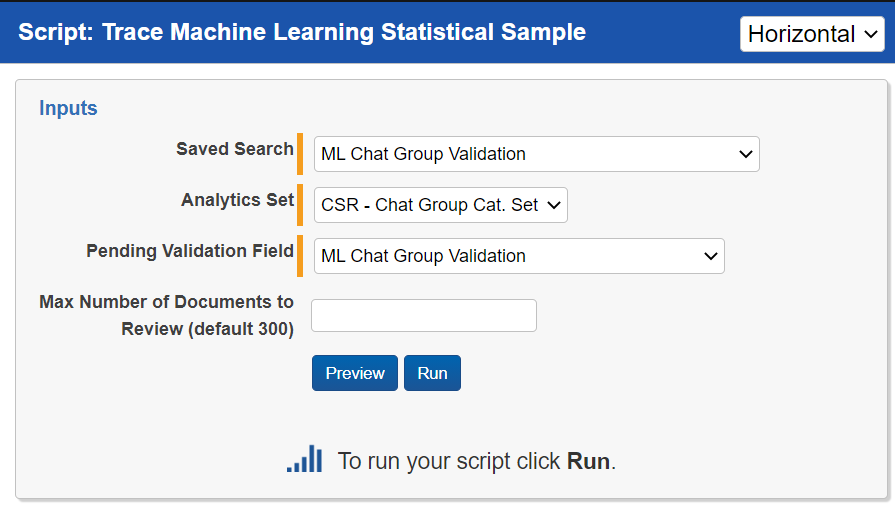 Script: Trace Machine Learning Statistical Sample
Horizontal
Inputs
Saved Search
ML Chat Group Validation
Analytics Set
CSR - Chat Group Cat. Set
Pending Validation Field
ML Chat Group Validation
Max Number of Documents to
Review (default 300)
Preview
Run
To run your script click Run.